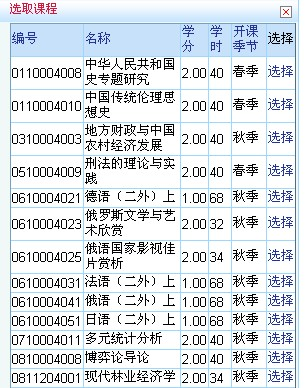 选取课程
编号 名称 学分 学时 开课季节 选择
0110004008 中华人民共和国史专题研究 2.00 40 春季 选择
0110004010 中国传统伦理思想史 2.00 40 春季 选择
0310004003 地方财政与中国农村经济发展 2.00 40 秋季 选择
0510004009 刑法的理论与实践 2.00 40 春季 选择
0610004021 德语（二外）上 1.00 68 秋季 选择
0610004023 俄罗斯文学与艺术欣赏 2.00 32 秋季 选择
0610004025 俄语国家影视佳片赏析 2.00 34 秋季 选择
0610004031 法语（二外）上 1.00 68 秋季 选择
0610004041 俄语（二外）上 1.00 68 秋季 选择
0610004051 日语（二外）上 1.00 68 秋季 选择
0710004011 多元统计分析 2.00 40 秋季 选择
0810004008 博弈论导论 2.00 40 秋季 选择
0811204001 现代林业经济学 2.00 34 秋季 选择